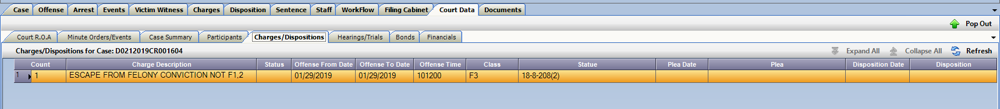 Case Offense Arrest Events Victim Witness Charges Disposition Sentence Staff WorkFlow Filing Cabinet Court Data Documents
Pop Out
Court R.O.A Minute Orders/Events Case Summary Participants Charges/Dispositions Hearings/Trials Bonds Financials
Charges/Dispositions for Case: D0212019CR001604 Expand All Collapse All Refresh
Count Charge Description Status Offense From Date Offense To Date Offense Time Class Statue Plea Date Plea Disposition Date Disposition
1 1 ESCAPE FROM FELONY CONVICTION NOT F1,2 01/29/2019 01/29/2019 101200 F3 18-8-208(2)